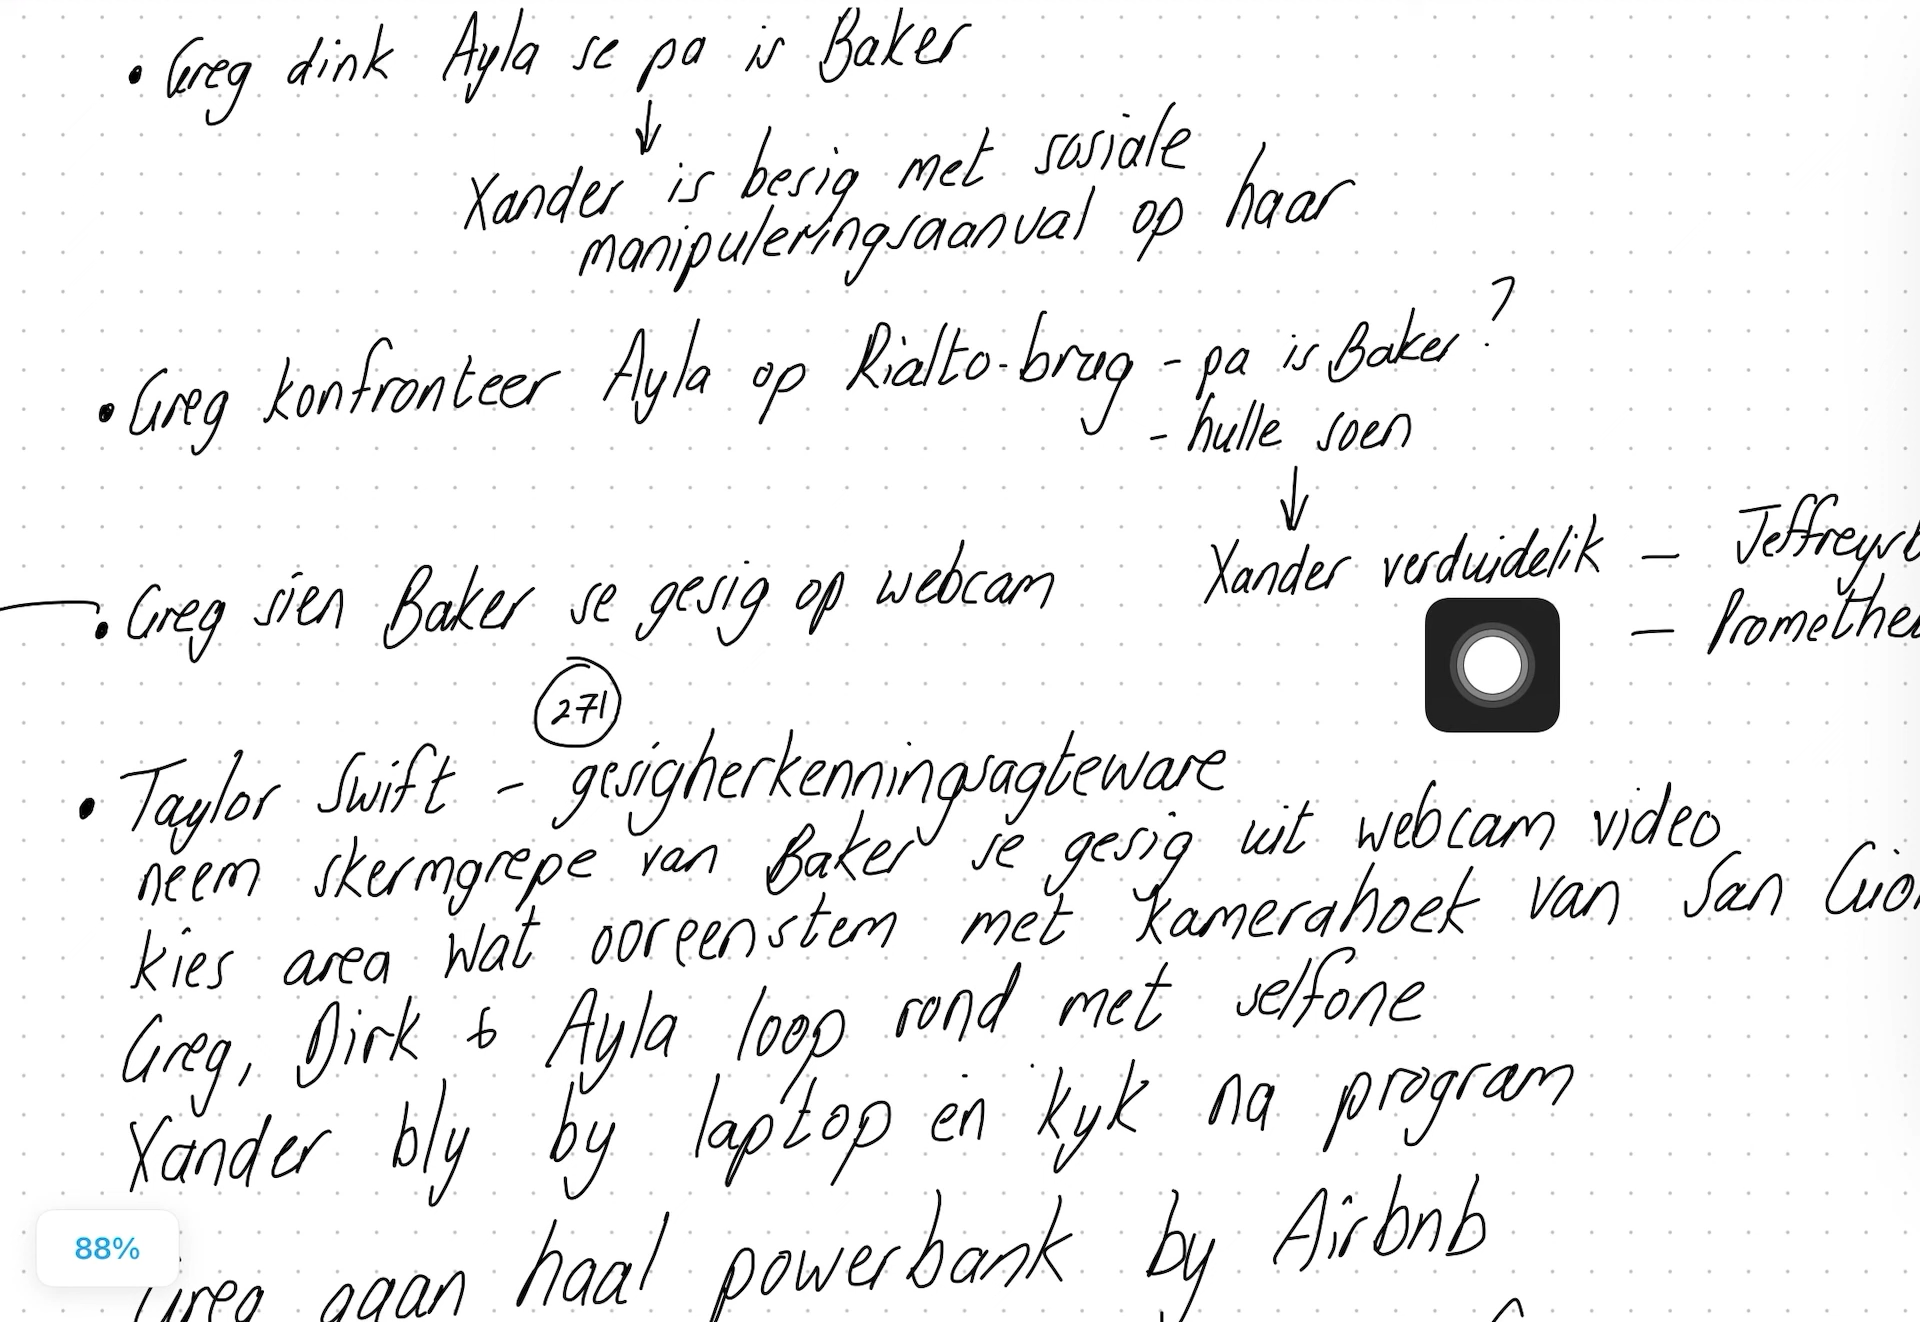 • Greg dink Ayla se pa is Baker
↓
Xander is besig met sosiale
manipuleringsaanval op haar
• Greg konfronteer Ayla op Rialto-brug - pa is Baker?
- hulle soen
↓
Xander verduidelik — Jeffreys
— Promethe
• Greg sien Baker se gesig op webcam
271
• Taylor Swift - gesigherkenningsagteware
neem skermgrepe van Baker se gesig uit webcam video
kies area wat ooreenstem met kamerahoek van San
Greg, Dirk & Ayla loop rond met selfone
Xander bly by laptop en kyk na program
88%
Greg gaan haal powerbank by Airbnb